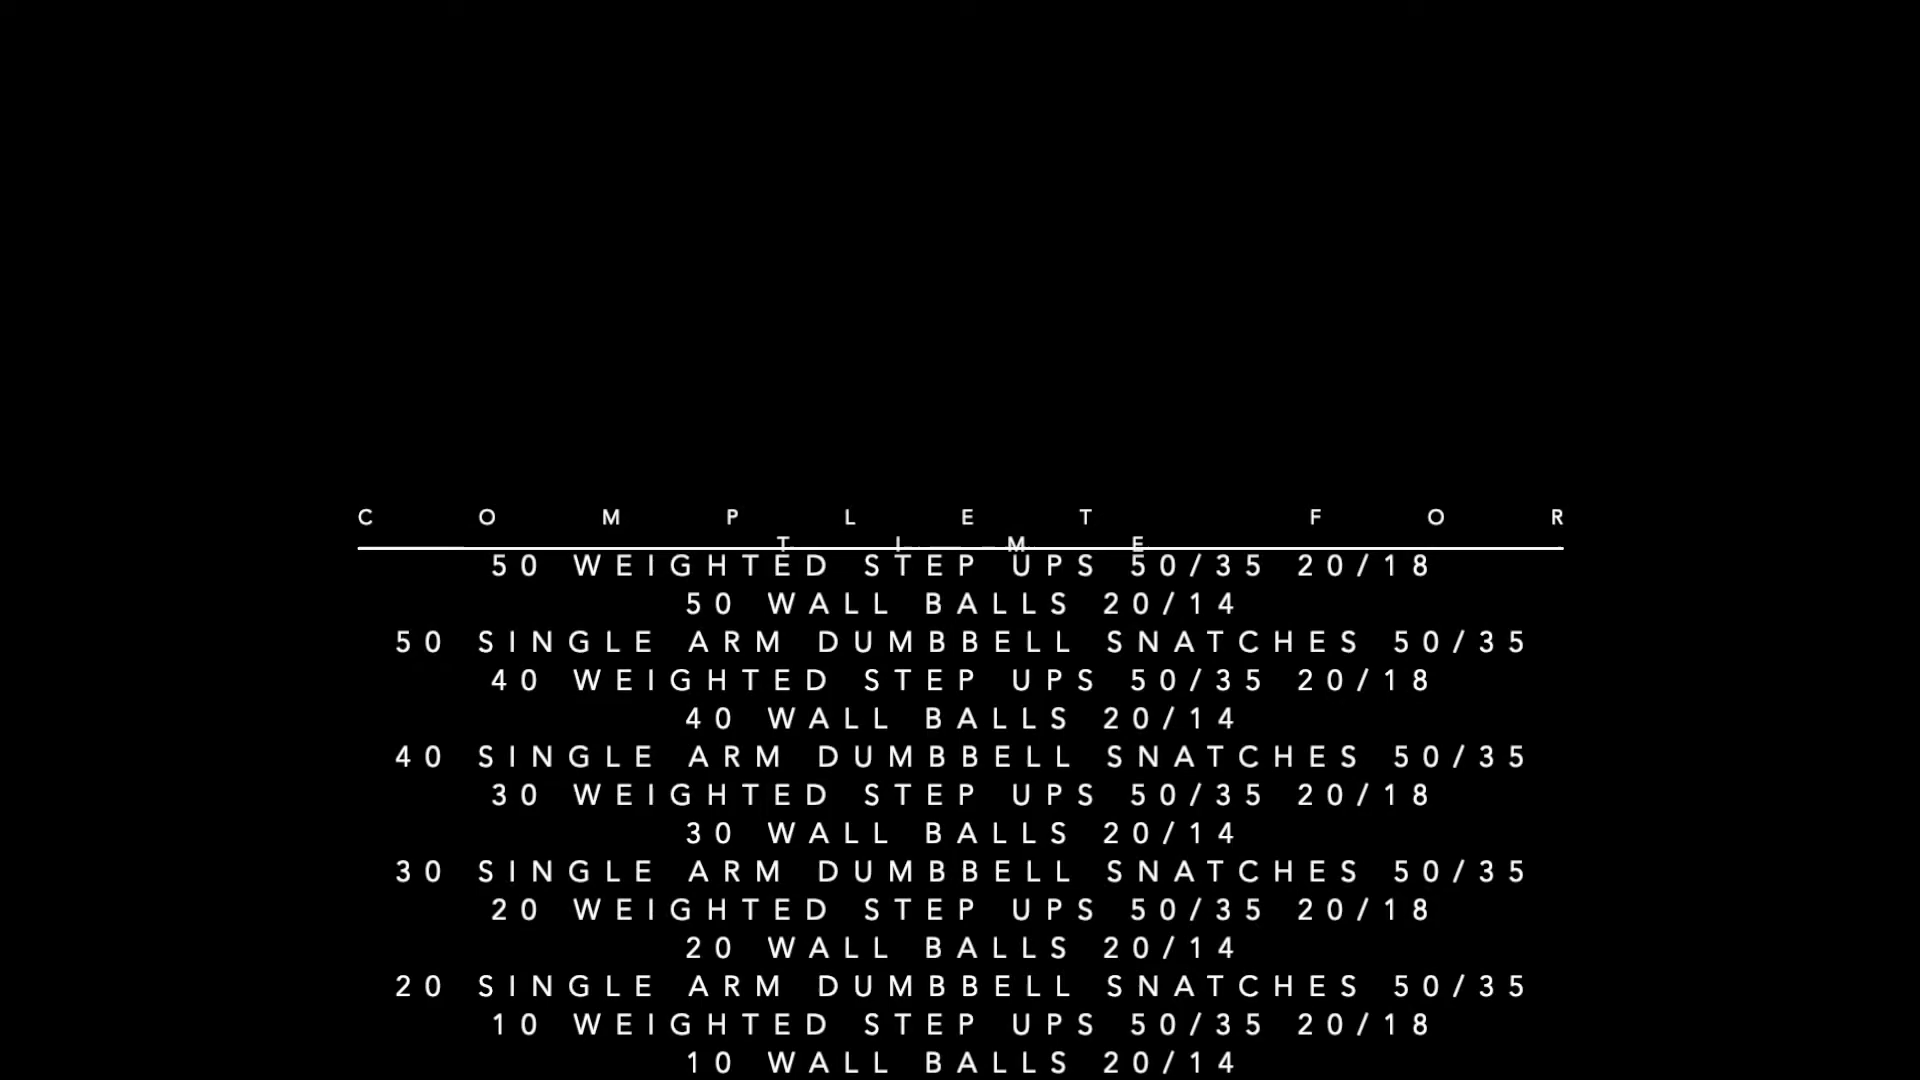 COMPLETE FOR
TIME
50 WEIGHTED STEP UPS 50/35 20/18
50 WALL BALLS 20/14
50 SINGLE ARM DUMBBELL SNATCHES 50/35
40 WEIGHTED STEP UPS 50/35 20/18
40 WALL BALLS 20/14
40 SINGLE ARM DUMBBELL SNATCHES 50/35
30 WEIGHTED STEP UPS 50/35 20/18
30 WALL BALLS 20/14
30 SINGLE ARM DUMBBELL SNATCHES 50/35
20 WEIGHTED STEP UPS 50/35 20/18
20 WALL BALLS 20/14
20 SINGLE ARM DUMBBELL SNATCHES 50/35
10 WEIGHTED STEP UPS 50/35 20/18
10 WALL BALLS 20/14